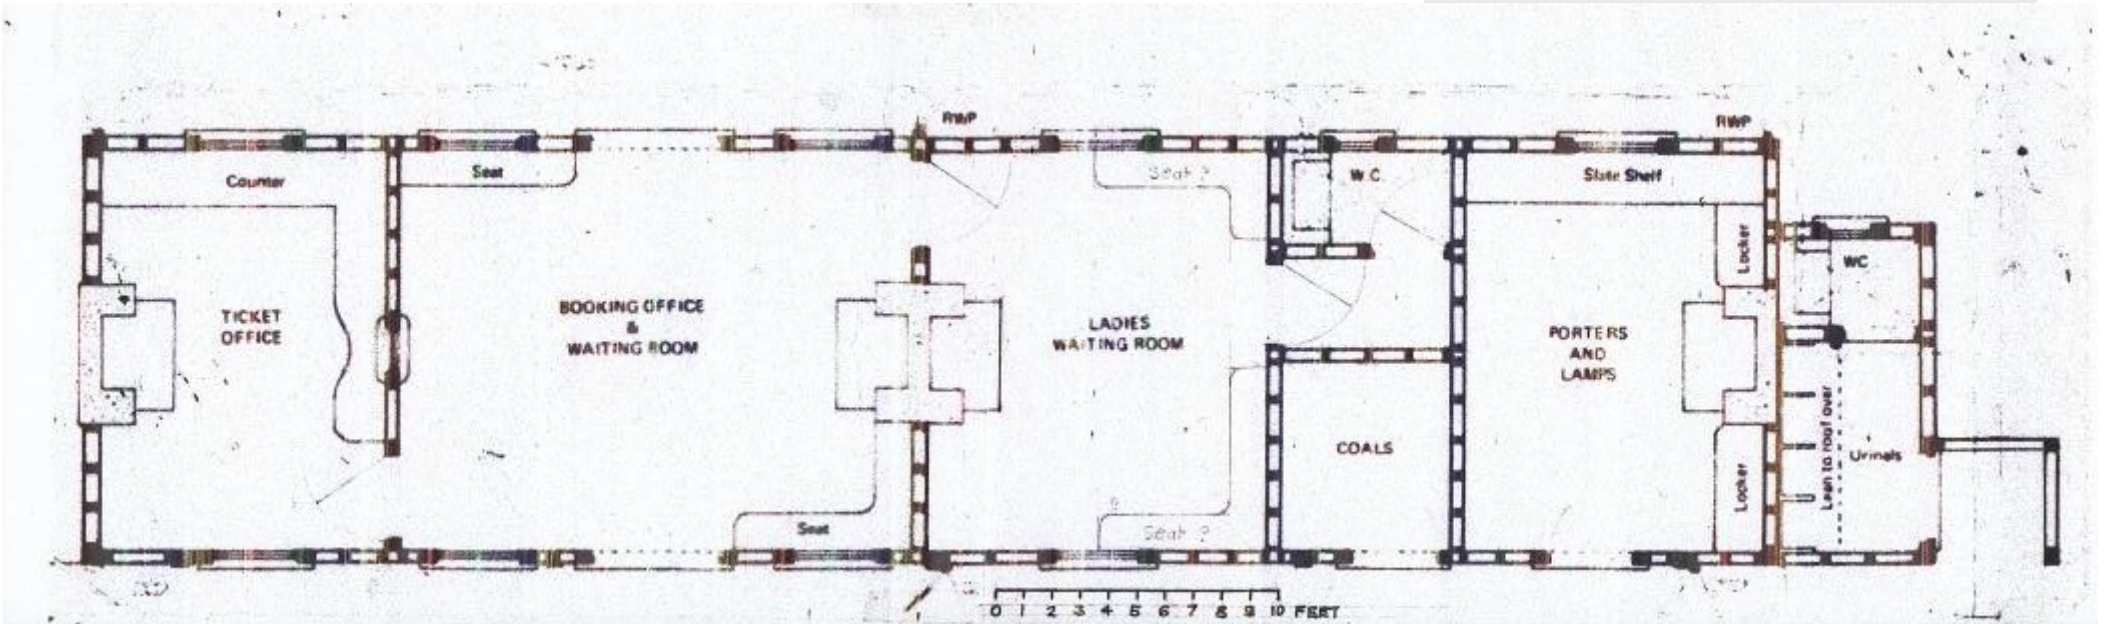 RWP
RWP
Counter
Seat
Seat ?
W C
Slate Shelf
Locker
WC
TICKET
OFFICE
BOOKING OFFICE
&
WAITING ROOM
LADIES
WAITING ROOM
PORTERS
AND
LAMPS
COALS
Lean to roof over
Urinals
Locker
Seat
Seat ?
0 1 2 3 4 5 6 7 8 9 10 FEET